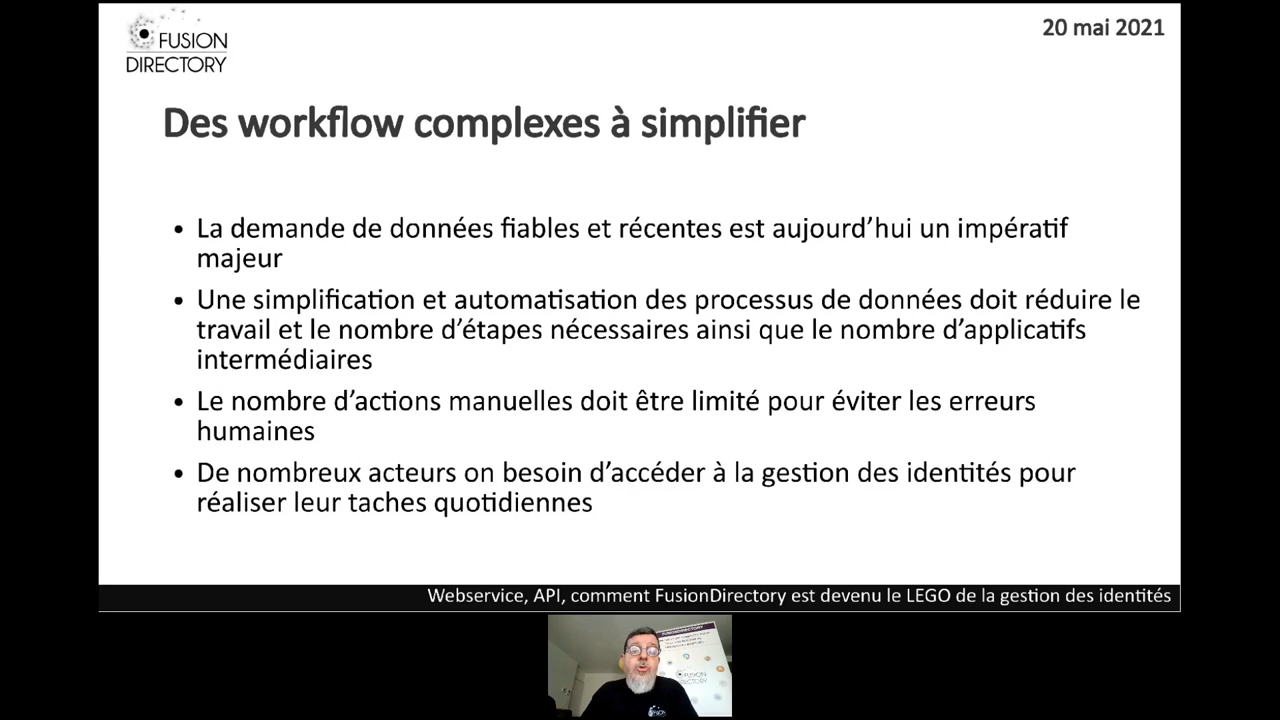 FUSION
DIRECTORY
20 mai 2021
Des workflow complexes à simplifier
• La demande de données fiables et récentes est aujourd’hui un impératif
majeur
• Une simplification et automatisation des processus de données doit réduire le
travail et le nombre d’étapes nécessaires ainsi que le nombre d’applicatifs
intermédiaires
• Le nombre d’actions manuelles doit être limité pour éviter les erreurs
humaines
• De nombreux acteurs on besoin d’accéder à la gestion des identités pour
réaliser leur taches quotidiennes
Webservice, API, comment FusionDirectory est devenu le LEGO de la gestion des identités
FUSIONDIRECTORY
FUSION
DIRECTORY
FUSION